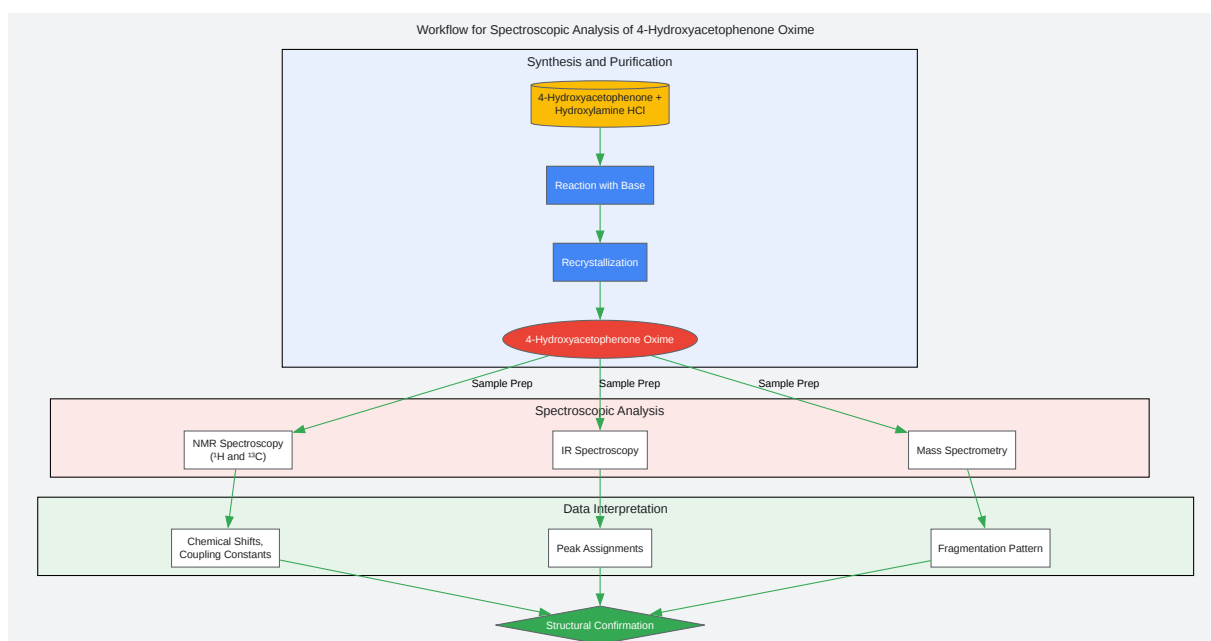 Workflow for Spectroscopic Analysis of 4-Hydroxyacetophenone Oxime
Synthesis and Purification
4-Hydroxyacetophenone +
Hydroxylamine HCl
Reaction with Base
Recrystallization
4-Hydroxyacetophenone Oxime
Sample Prep
Sample Prep
Sample Prep
Spectroscopic Analysis
NMR Spectroscopy
(¹H and ¹³C)
IR Spectroscopy
Mass Spectrometry
Data Interpretation
Chemical Shifts,
Coupling Constants
Peak Assignments
Fragmentation Pattern
Structural Confirmation